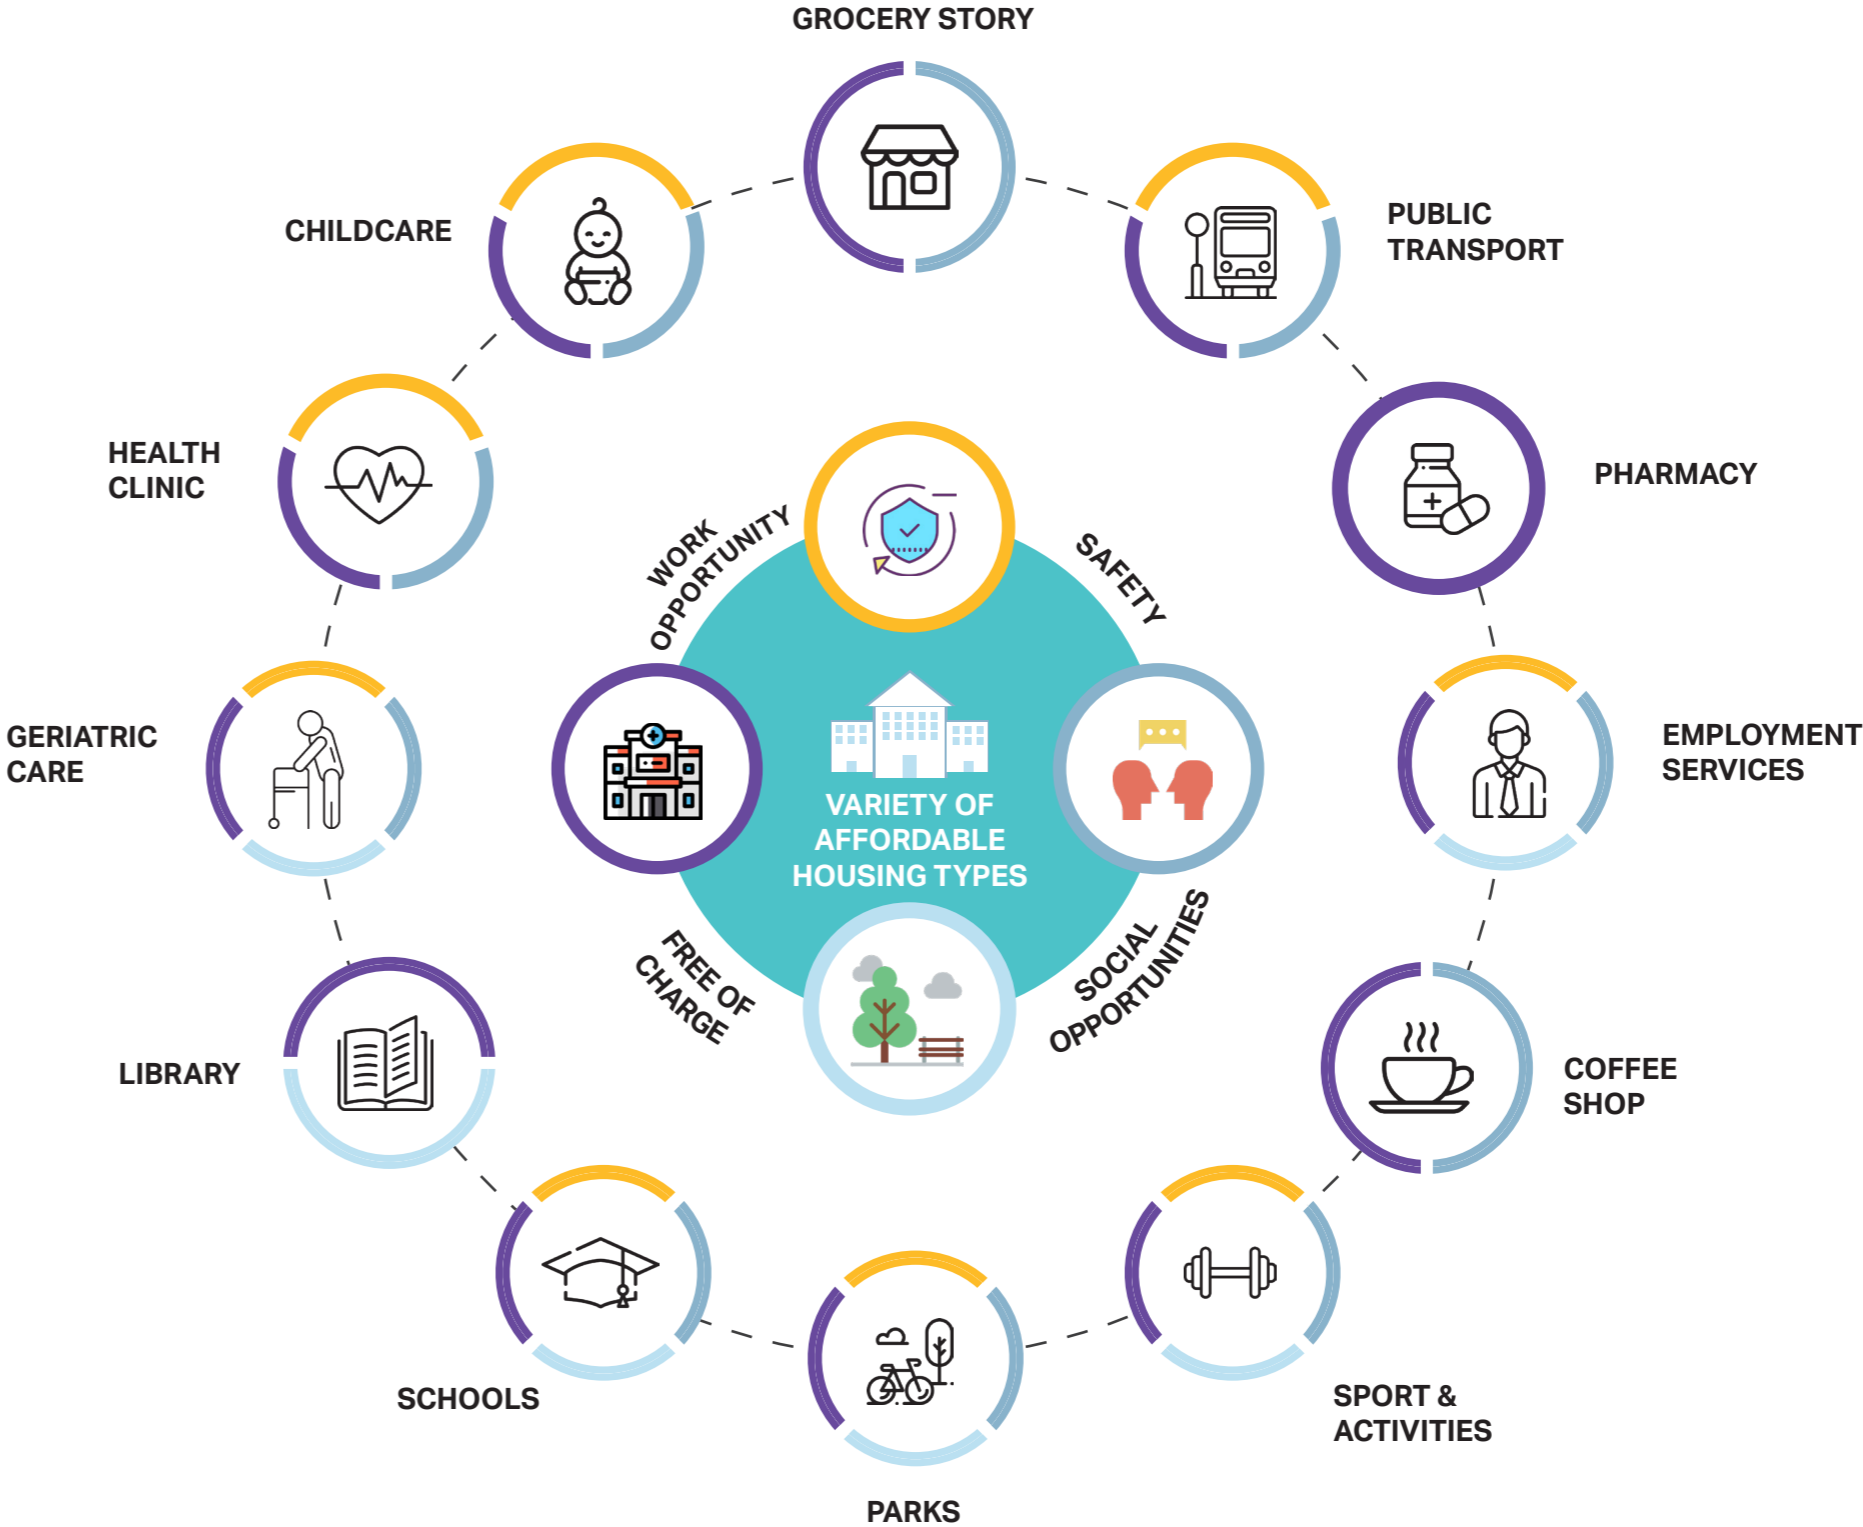 GROCERY STORY
CHILDCARE
PUBLIC
TRANSPORT
HEALTH
CLINIC
PHARMACY
WORK
OPPORTUNITY
SAFETY
GERIATRIC
CARE
EMPLOYMENT
SERVICES
VARIETY OF
AFFORDABLE
HOUSING TYPES
FREE OF
CHARGE
SOCIAL
OPPORTUNITIES
LIBRARY
COFFEE
SHOP
SCHOOLS
SPORT &
ACTIVITIES
PARKS